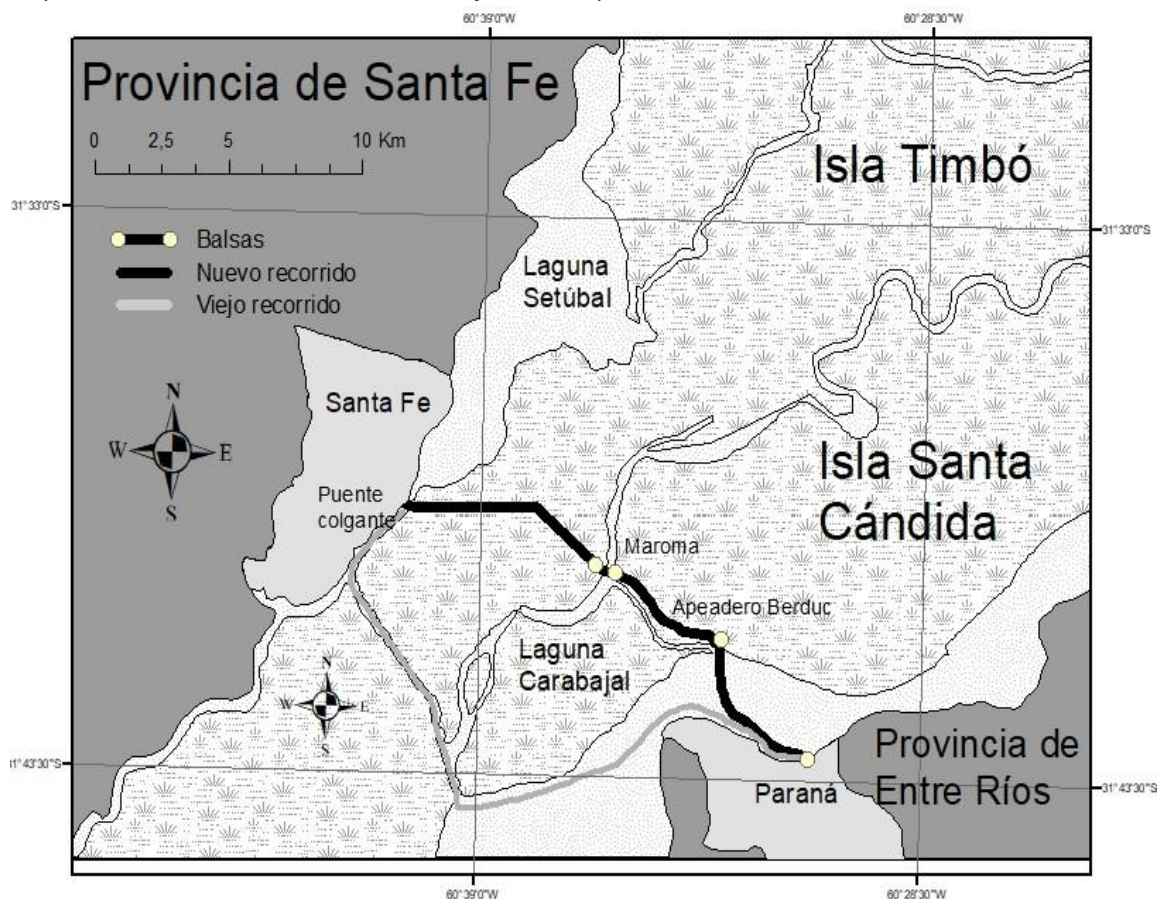 60°39'0"W
60°28'30"W
Provincia de Santa Fe
0 2,5 5 10 Km
Isla Timbó
31°33'0"S
31°33'0"S
Balsas
Nuevo recorrido
Viejo recorrido
Laguna
Setúbal
Santa Fe
N
W E
S
Isla Santa
Cándida
Puente
colgante
Maroma
Apeadero Berduc
Laguna
Carabajal
N
W E
S
Provincia de
Entre Ríos
Paraná
1°43'30"S
31°43'30"S
60°39'0"W
60°28'30"W